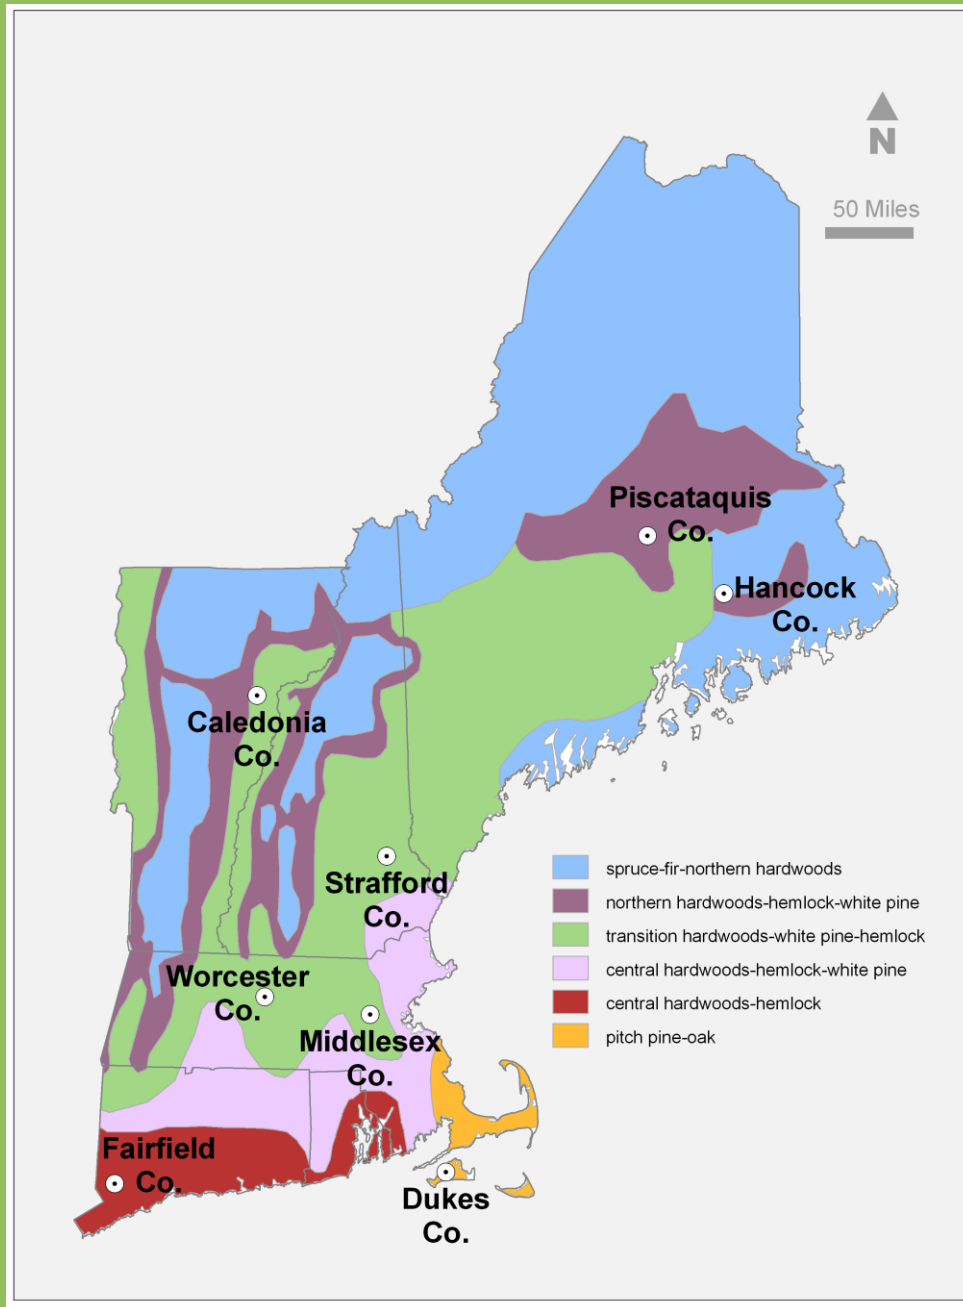 N
50 Miles
Piscataquis
Co.
Hancock
Co.
Caledonia
Co.
Strafford
Co.
Worcester
Co.
Middlesex
Co.
Fairfield
Co.
Dukes
Co.
spruce-fir-northern hardwoods
northern hardwoods-hemlock-white pine
transition hardwoods-white pine-hemlock
central hardwoods-hemlock-white pine
central hardwoods-hemlock
pitch pine-oak